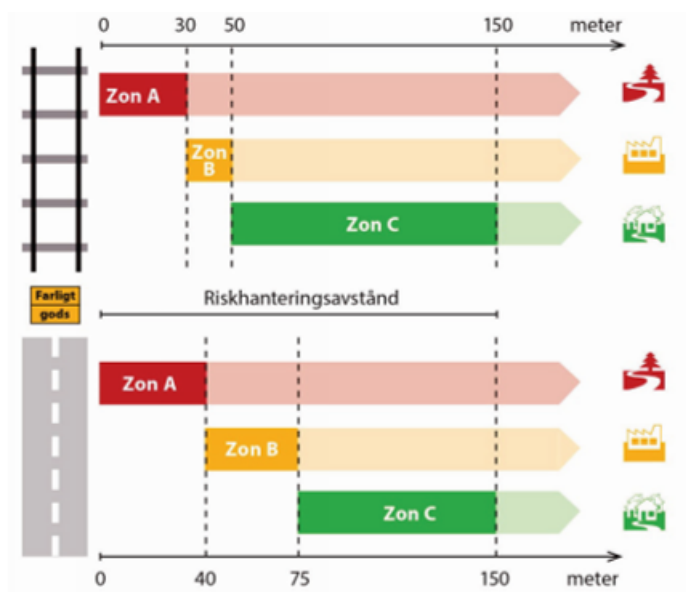 0 30 50 150 meter
Zon A
Zon
B
Zon C
Farligt
gods
Riskhanteringsavstånd
Zon A
Zon B
Zon C
0 40 75 150 meter